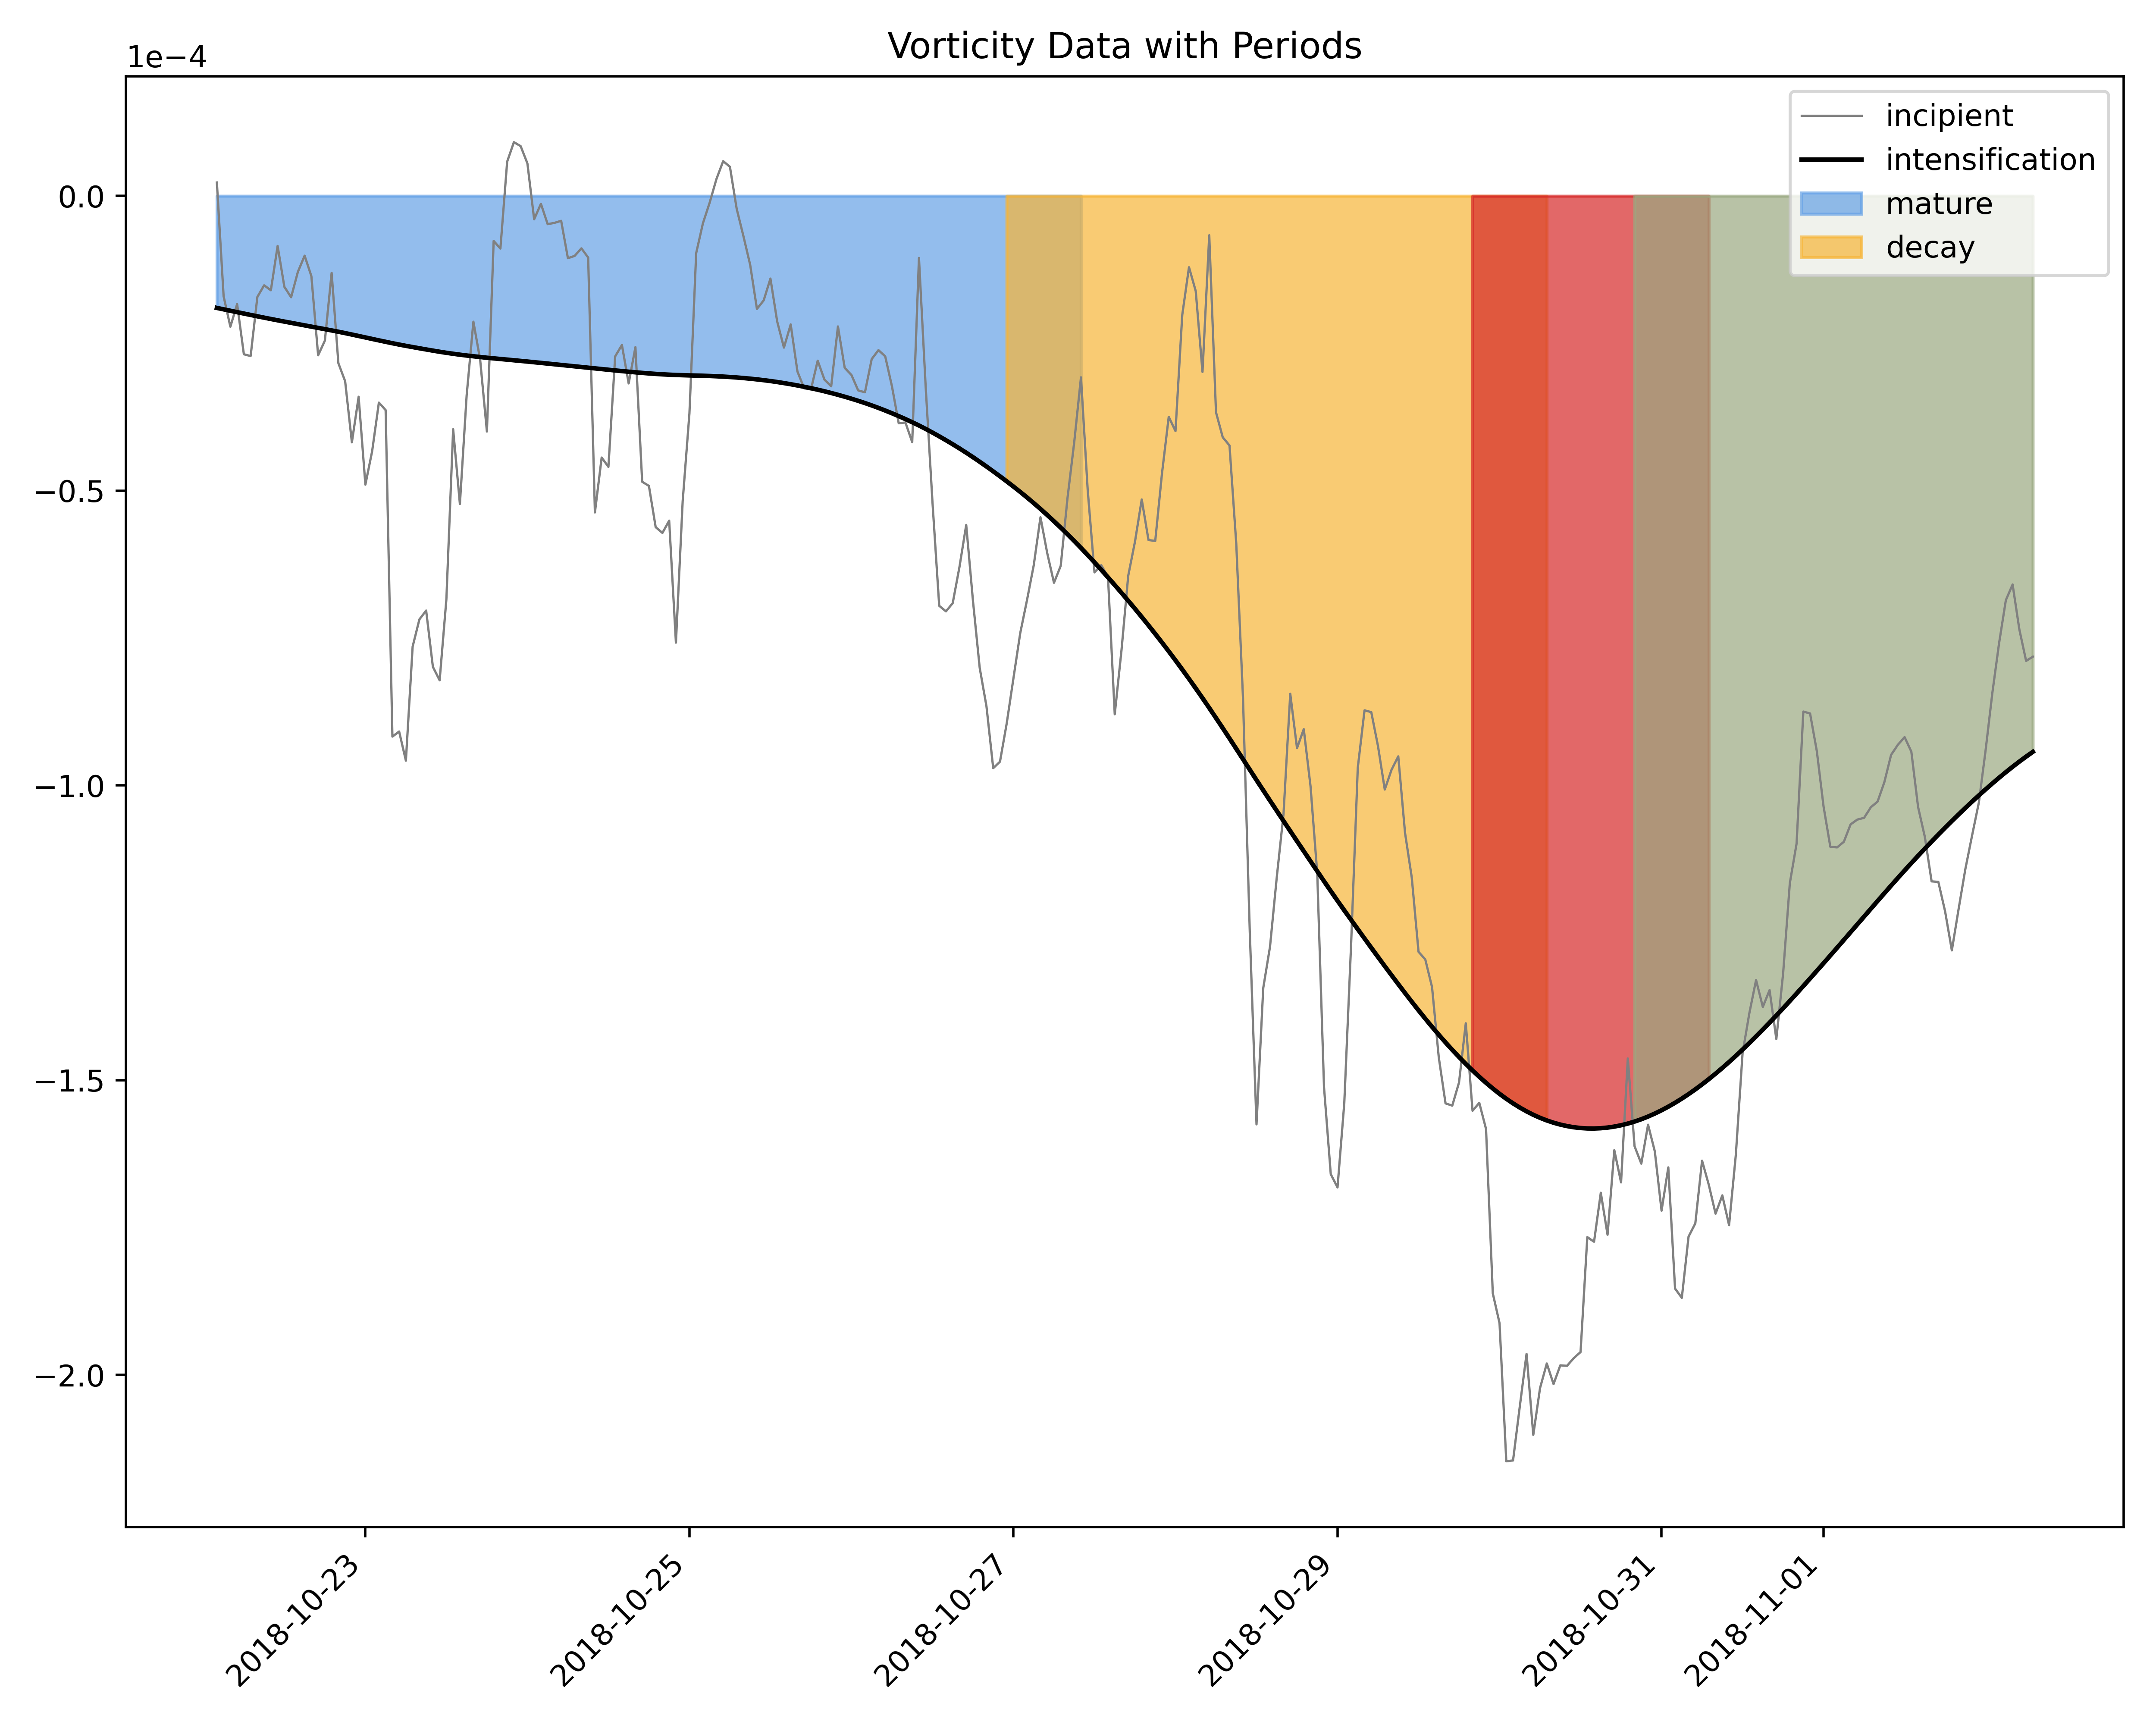 Vorticity Data with Periods
1e−4
incipient
intensification
mature
decay
0.0
−0.5
−1.0
−1.5
−2.0
2018-10-23
2018-10-25
2018-10-27
2018-10-29
2018-10-31
2018-11-01